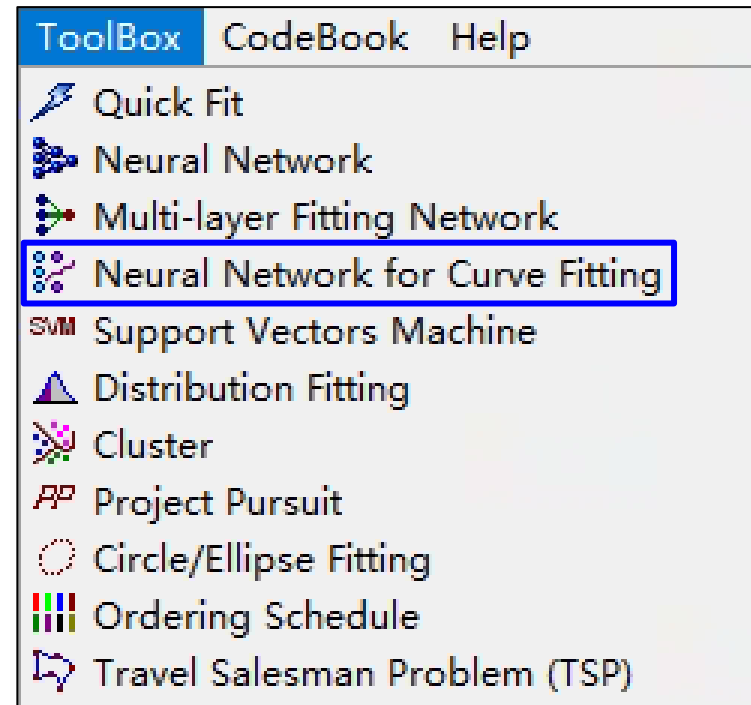 ToolBox CodeBook Help
Quick Fit
Neural Network
Multi-layer Fitting Network
Neural Network for Curve Fitting
SVM Support Vectors Machine
Distribution Fitting
Cluster
PP Project Pursuit
Circle/Ellipse Fitting
Ordering Schedule
Travel Salesman Problem (TSP)